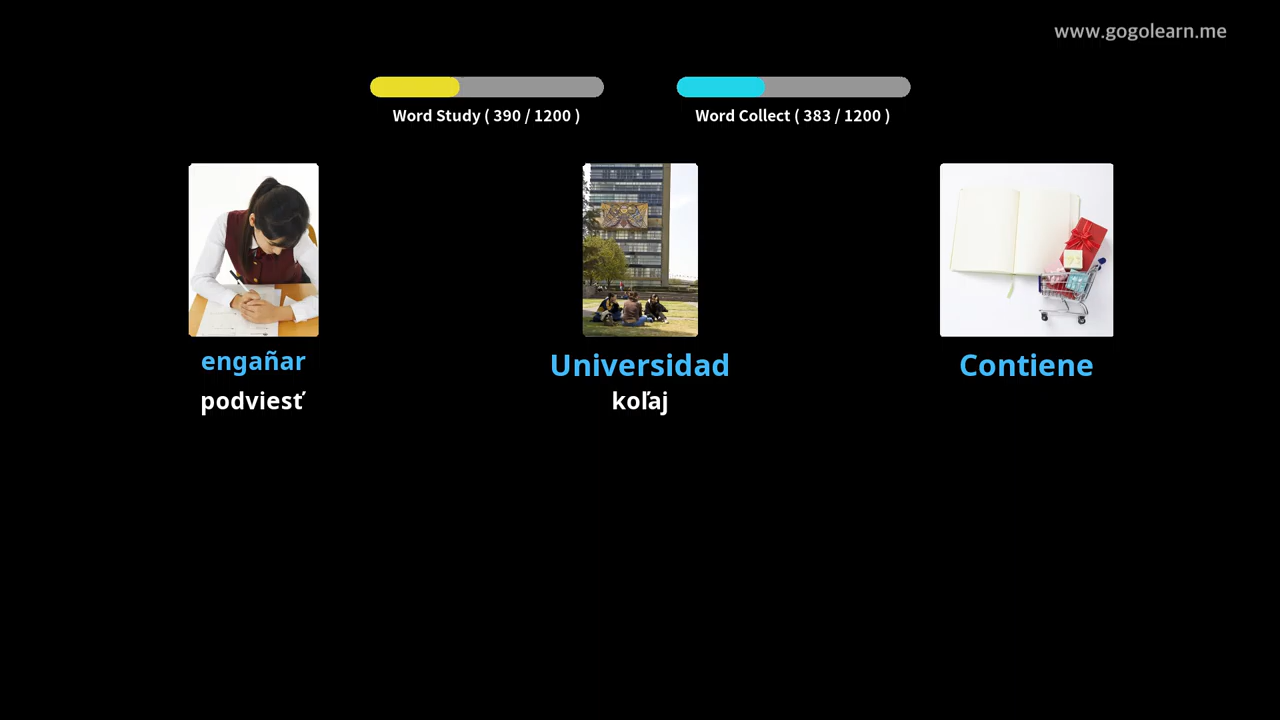 www.gogolearn.me
Word Study ( 390 / 1200 )
Word Collect ( 383 / 1200 )
engañar
Universidad
Contiene
podviesť
koľaj